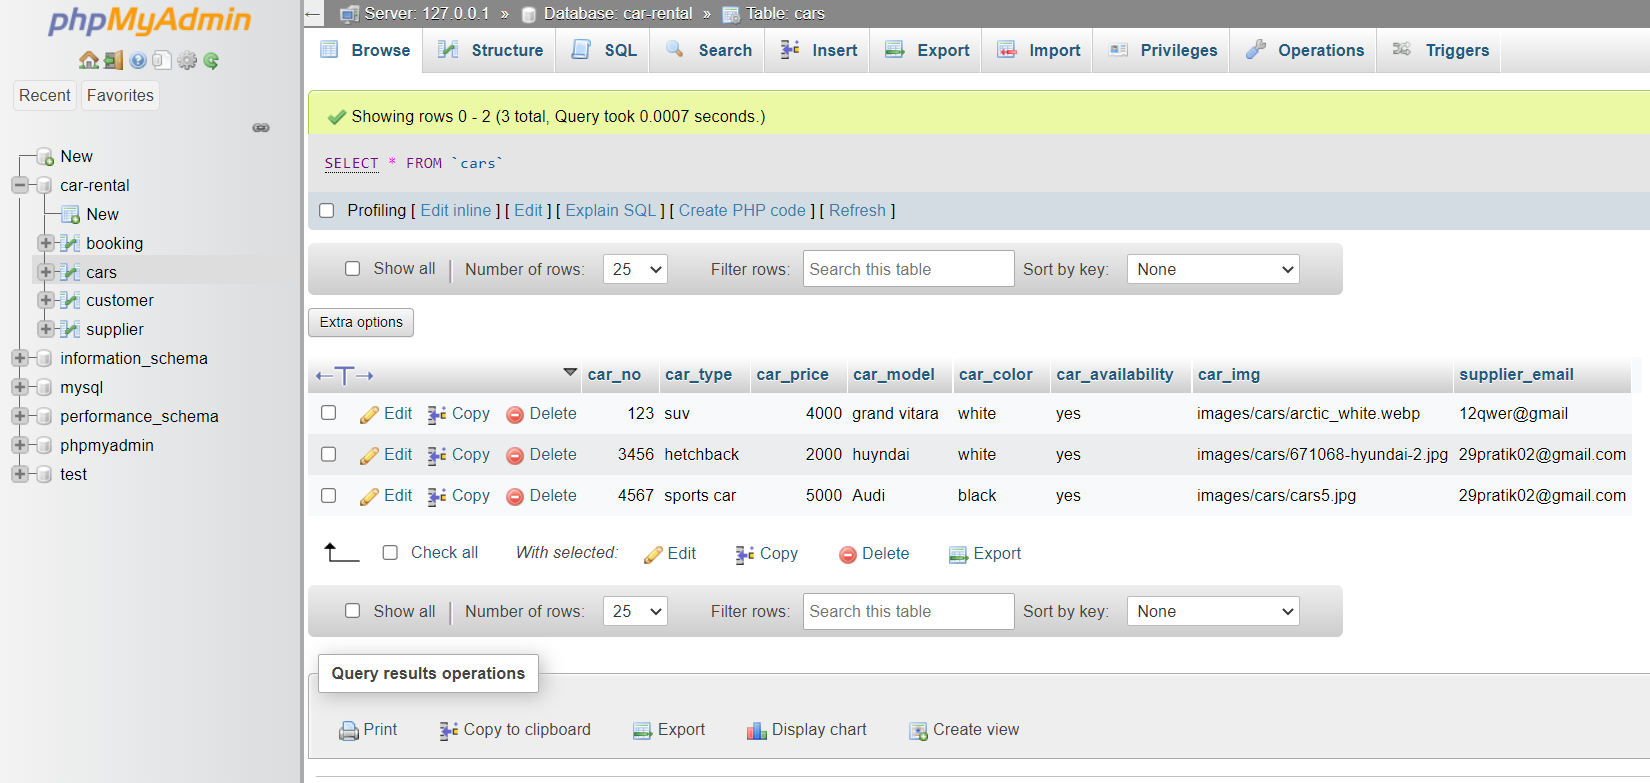 phpMyAdmin
Recent Favorites
New
car-rental
New
booking
cars
customer
supplier
information_schema
mysql
performance_schema
phpmyadmin
test
Server: 127.0.0.1 » Database: car-rental » Table: cars
Browse Structure SQL Search Insert Export Import Privileges Operations Triggers
Showing rows 0 - 2 (3 total, Query took 0.0007 seconds.)
SELECT * FROM `cars`
Profiling [ Edit inline ] [ Edit ] [ Explain SQL ] [ Create PHP code ] [ Refresh ]
Show all | Number of rows: 25 Filter rows: Search this table Sort by key: None
Extra options
←T→ car_no car_type car_price car_model car_color car_availability car_img supplier_email
Edit Copy Delete 123 suv 4000 grand vitara white yes images/cars/arctic_white.webp 12qwer@gmail
Edit Copy Delete 3456 hetchback 2000 huyndai white yes images/cars/671068-hyundai-2.jpg 29pratik02@gmail.com
Edit Copy Delete 4567 sports car 5000 Audi black yes images/cars/cars5.jpg 29pratik02@gmail.com
Check all With selected: Edit Copy Delete Export
Show all | Number of rows: 25 Filter rows: Search this table Sort by key: None
Query results operations
Print Copy to clipboard Export Display chart Create view